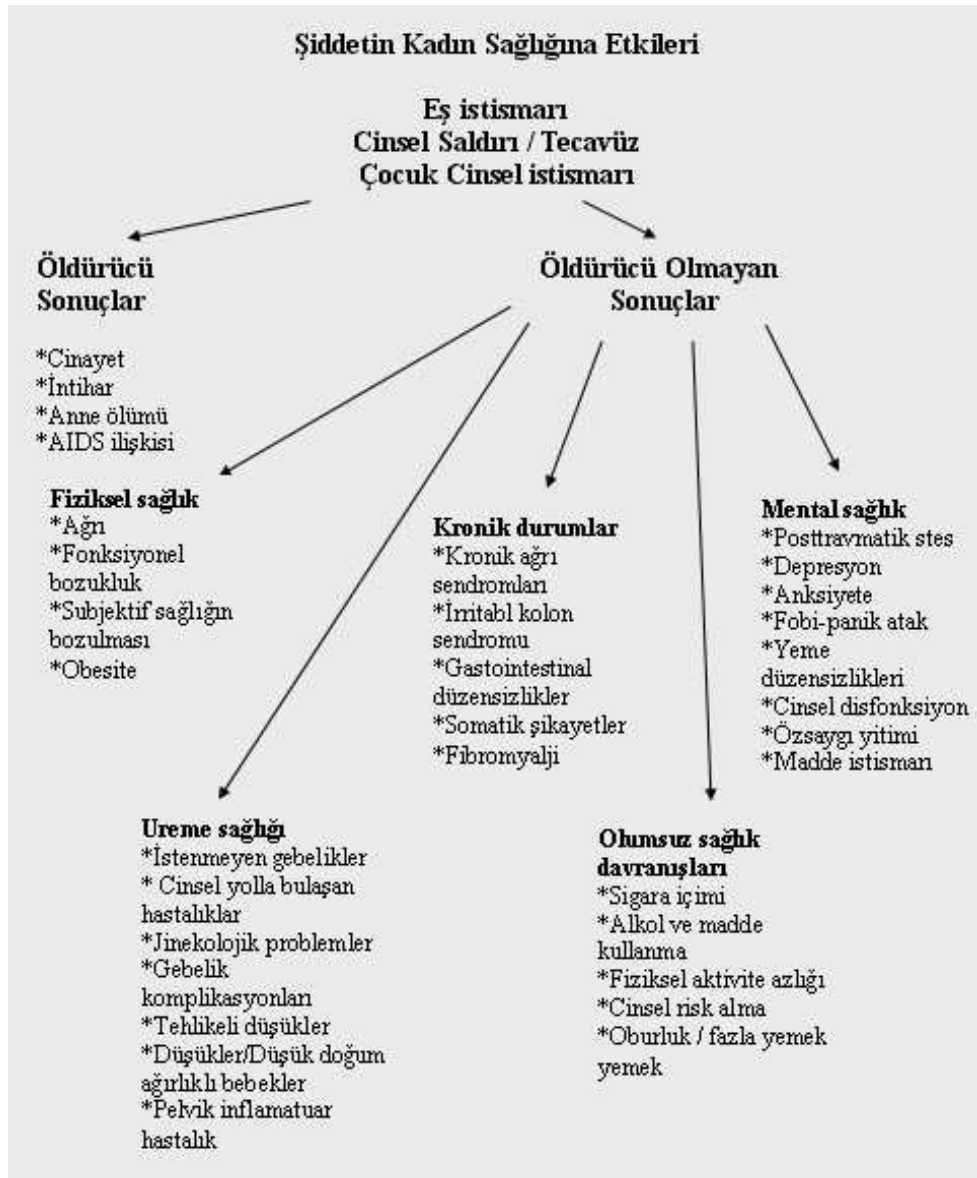 Şiddetin Kadın Sağlığına Etkileri
Eş istismarı
Cinsel Saldırı / Tecavüz
Çocuk Cinsel istismarı
Öldürücü
Sonuçlar
*Cinayet
*İntihar
*Anne ölümü
*AIDS ilişkisi
Öldürücü Olmayan
Sonuçlar
Fiziksel sağlık
*Ağrı
*Fonksiyonel
bozukluk
*Subjektif sağlığın
bozulması
*Obesite
Kronik durumlar
*Kronik ağrı
sendromları
*İrritabl kolon
sendromu
*Gastointestinal
düzensizlikler
*Somatik şikayetler
*Fibromyalji
Mental sağlık
*Posttravmatik stes
*Depresyon
*Anksiyete
*Fobi-panik atak
*Yeme
düzensizlikleri
*Cinsel disfonksiyon
*Özsaygı yitimi
*Madde istismarı
Ureme sağlığı
*İstenmeyen gebelikler
* Cinsel yolla bulaşan
hastalıklar
*Jinekolojik problemler
*Gebelik
komplikasyonları
*Tehlikeli düşükler
*Düşükler/Düşük doğum
ağırlıklı bebekler
*Pelvik inflamatuar
hastalık
Olumsuz sağlık
davranışları
*Sigara içimi
*Alkol ve madde
kullanma
*Fiziksel aktivite azlığı
*Cinsel risk alma
*Oburluk / fazla yemek
yemek